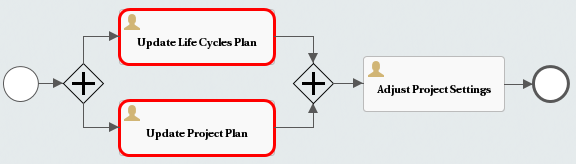 Update Life Cycles Plan
Update Project Plan
Adjust Project Settings